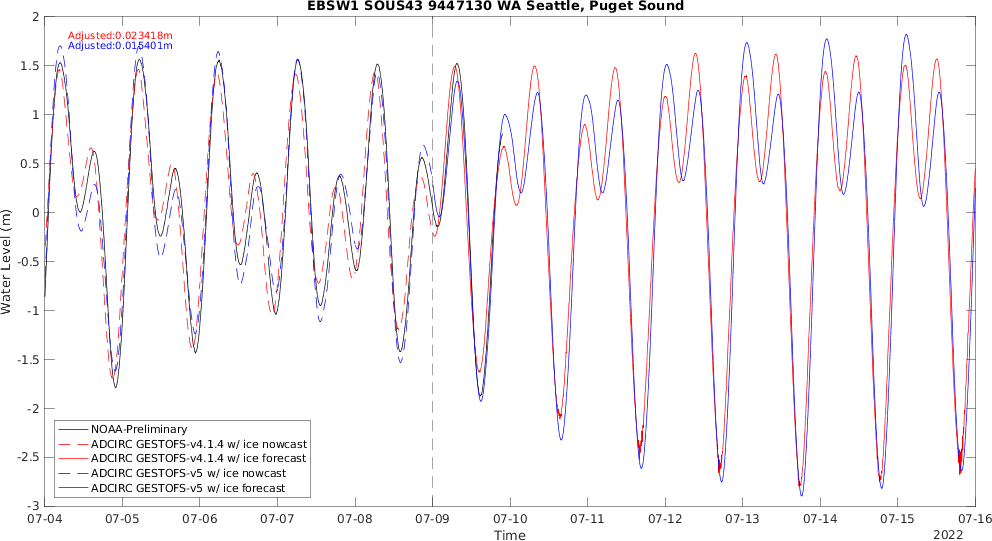 EBSW1 SOUS43 9447130 WA Seattle, Puget Sound
Adjusted:0.023418m
Adjusted:0.015401m
2
1.5
1
0.5
0
-0.5
-1
-1.5
-2
-2.5
-3
Water Level (m)
NOAA-Preliminary
ADCIRC GESTOFS-v4.1.4 w/ ice nowcast
ADCIRC GESTOFS-v4.1.4 w/ ice forecast
ADCIRC GESTOFS-v5 w/ ice nowcast
ADCIRC GESTOFS-v5 w/ ice forecast
07-04 07-05 07-06 07-07 07-08 07-09 07-10 07-11 07-12 07-13 07-14 07-15 07-16
Time
2022